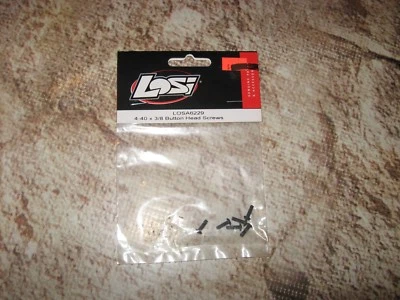 Losi
LOSA6229
4-40 x 3/8 Button Head Screws